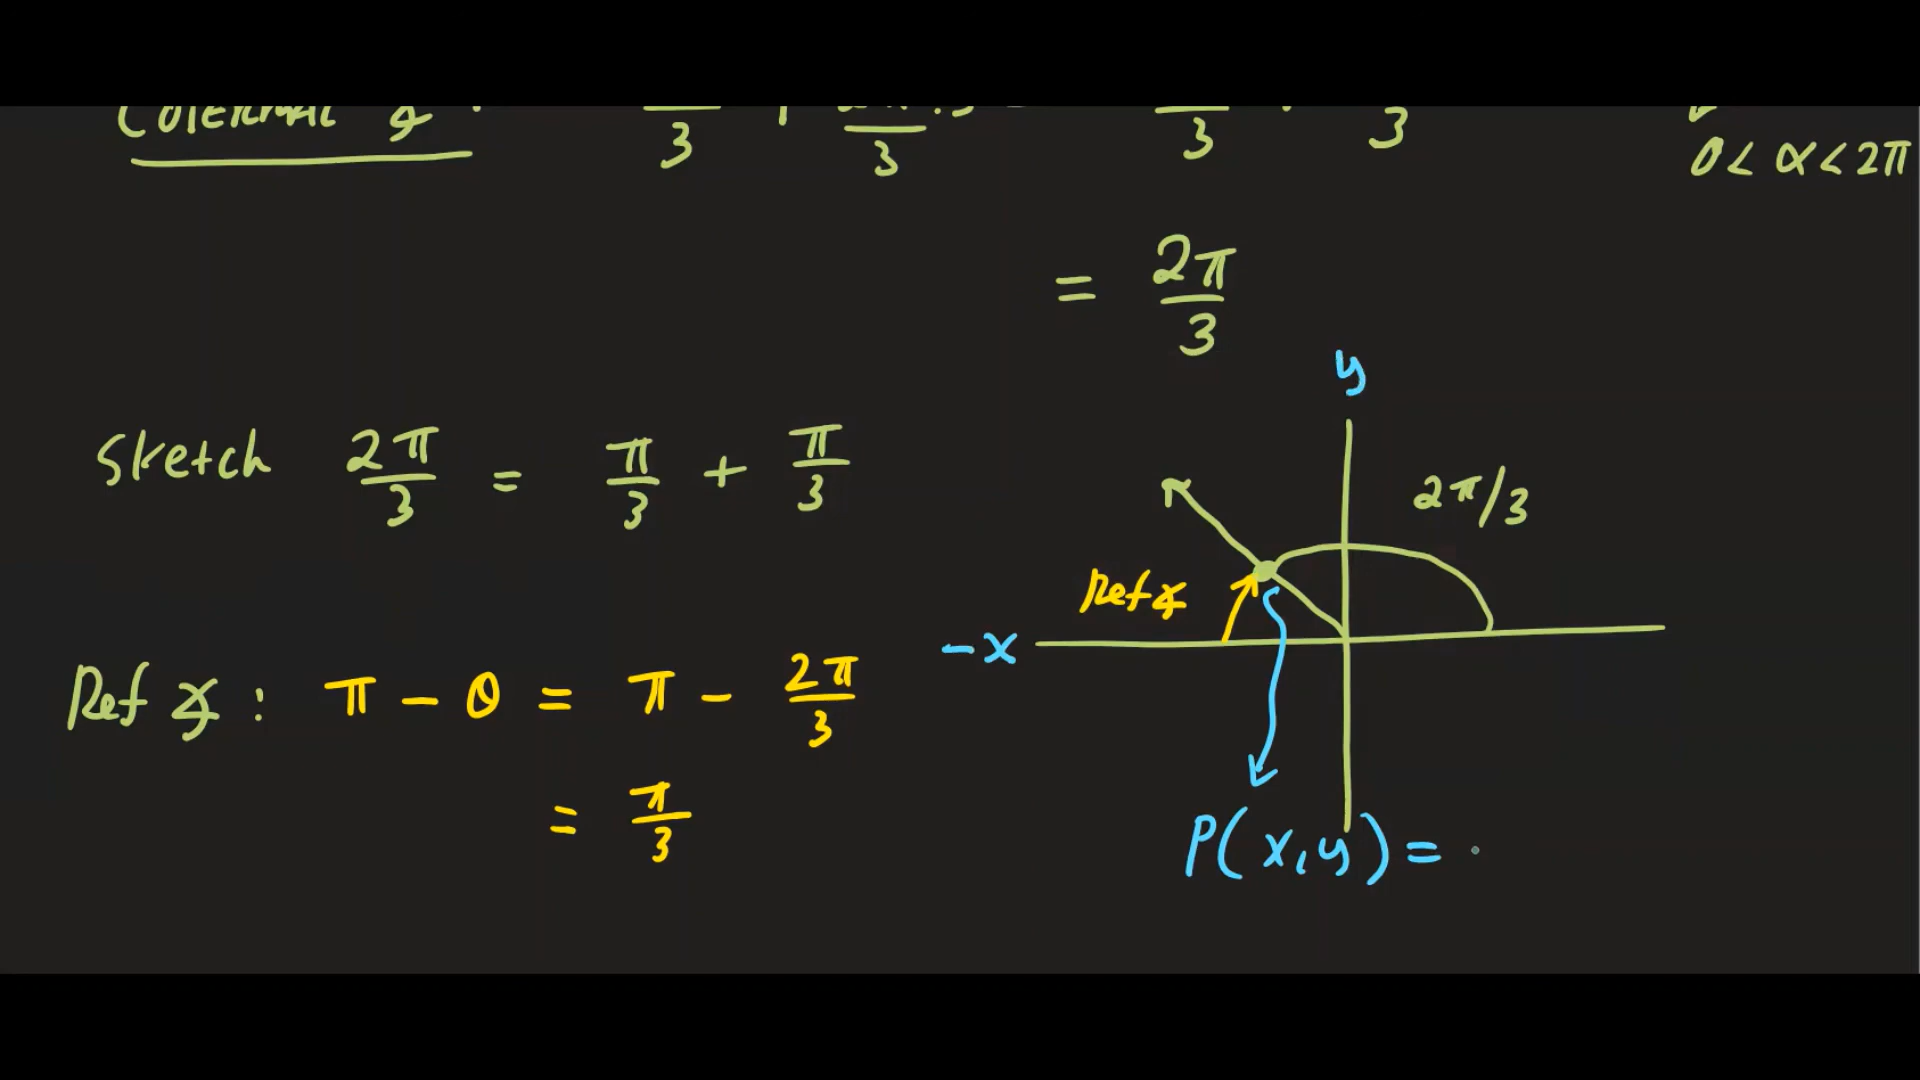 3 3 3 3
0 < α < 2π
= 2π/3
y
Sketch 2π/3 = π/3 + π/3
2π/3
Ref ∡
-x
Ref ∡ : π - θ = π - 2π/3
= π/3
P(x,y) =